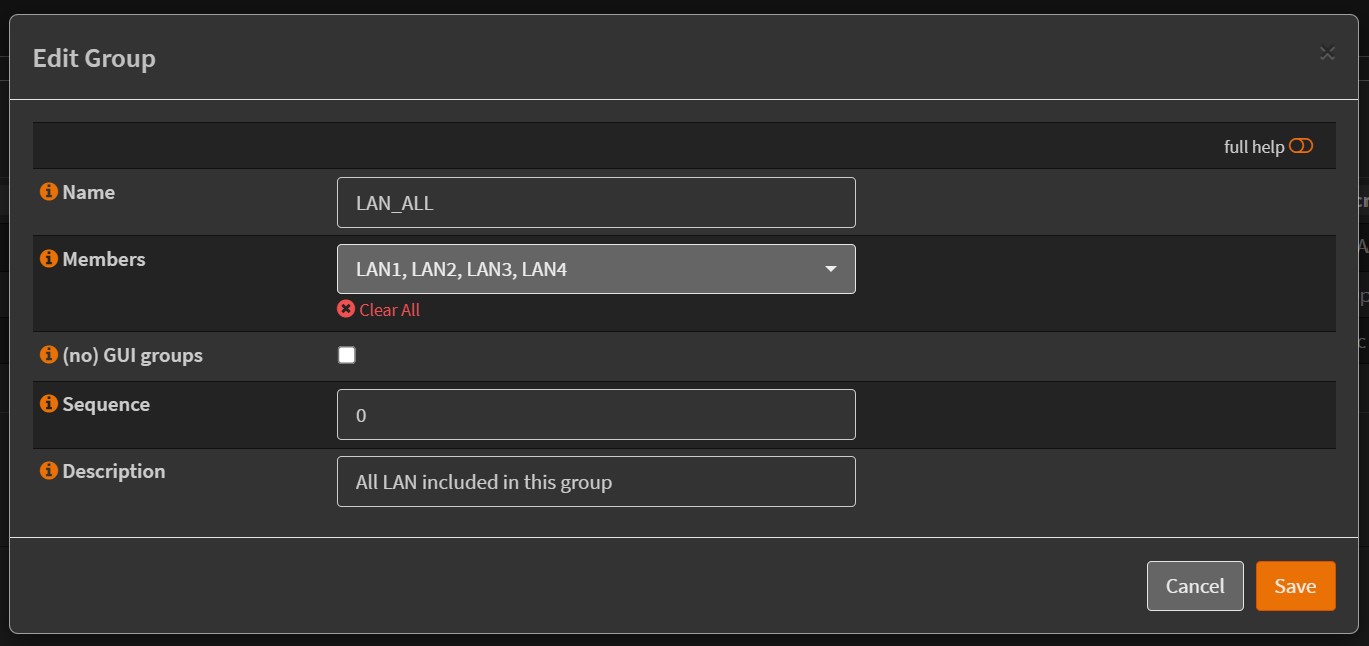 Edit Group
full help
Name
LAN_ALL
Members
LAN1, LAN2, LAN3, LAN4
Clear All
(no) GUI groups
Sequence
0
Description
All LAN included in this group
Cancel
Save